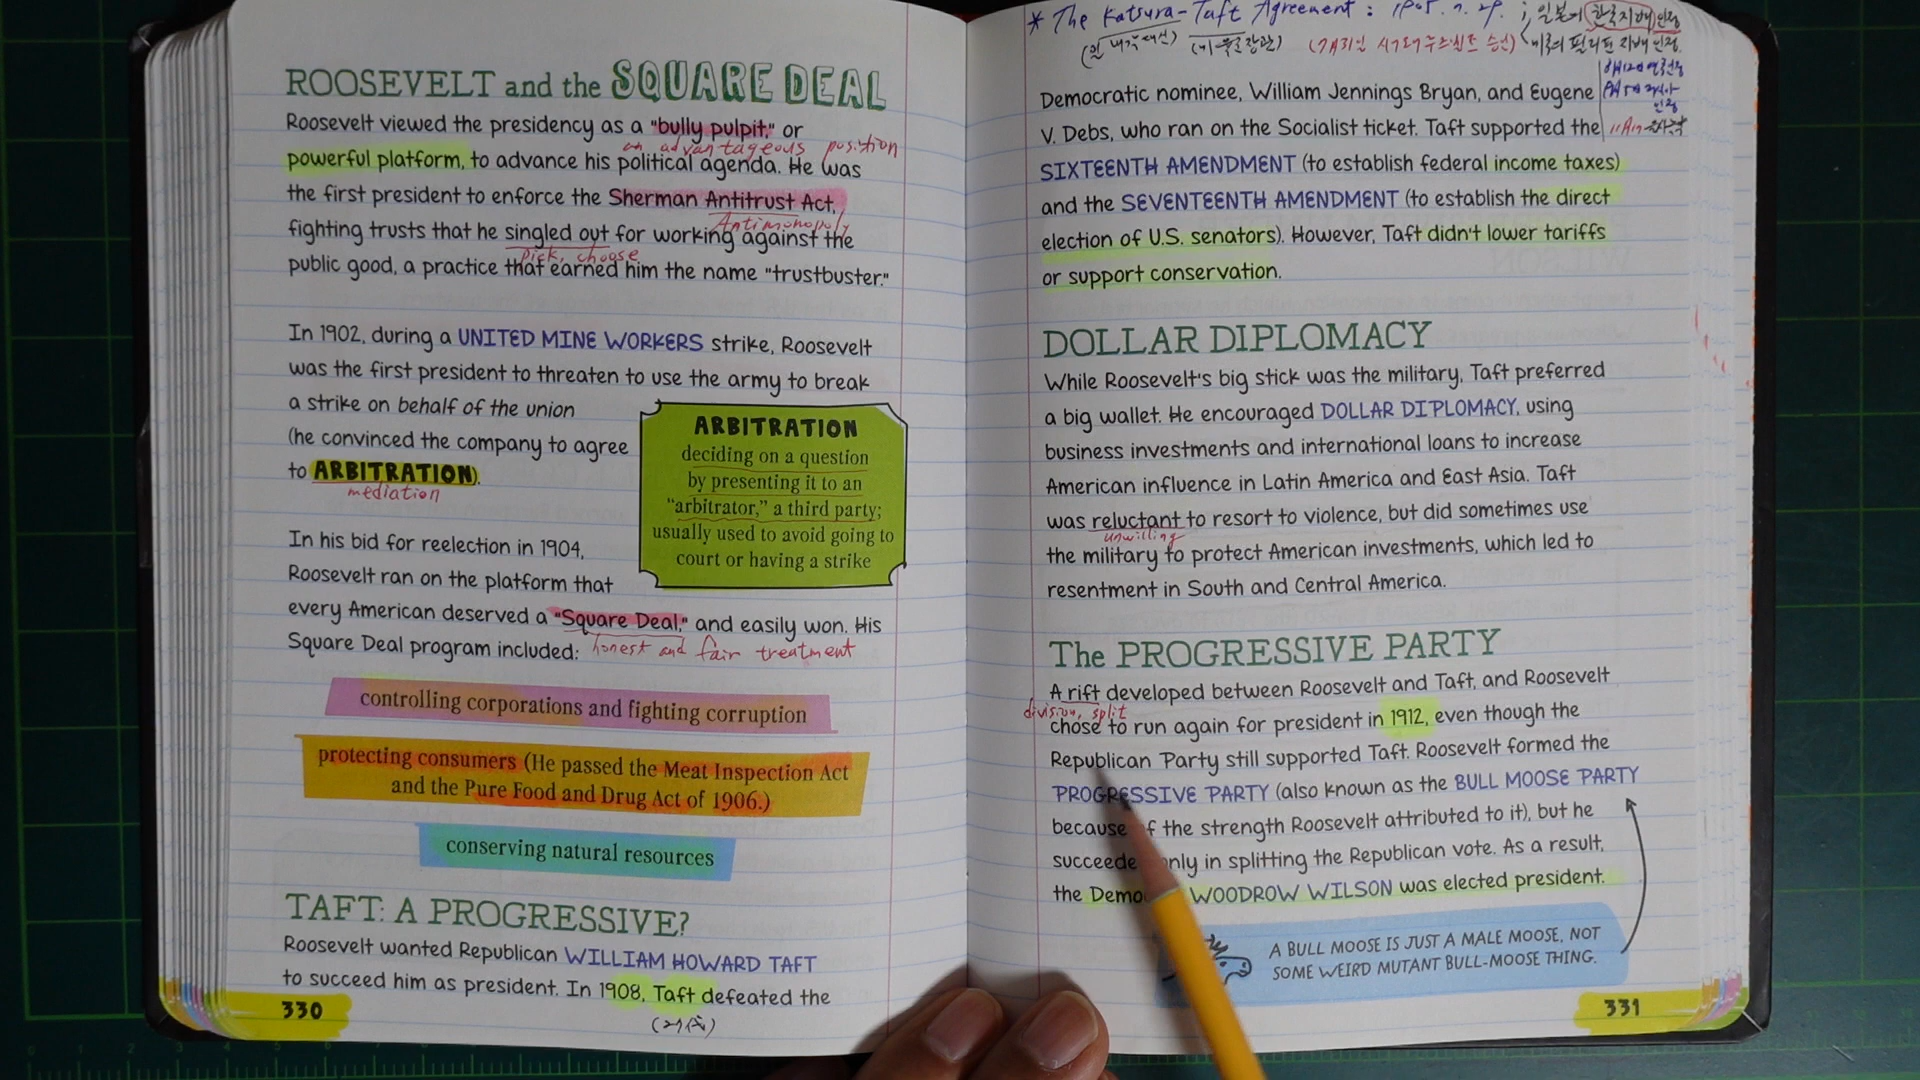 ROOSEVELT and the SQUARE DEAL
Roosevelt viewed the presidency as a "bully pulpit," or
an advantageous position
powerful platform, to advance his political agenda. He was
the first president to enforce the Sherman Antitrust Act,
Antimonopoly
fighting trusts that he singled out for working against the
pick, choose
public good, a practice that earned him the name "trustbuster."
In 1902, during a UNITED MINE WORKERS strike, Roosevelt
was the first president to threaten to use the army to break
a strike on behalf of the union
(he convinced the company to agree
to ARBITRATION).
mediation
ARBITRATION
deciding on a question
by presenting it to an
"arbitrator," a third party;
usually used to avoid going to
court or having a strike
In his bid for reelection in 1904,
Roosevelt ran on the platform that
every American deserved a "Square Deal," and easily won. His
Square Deal program included:
honest and fair treatment
controlling corporations and fighting corruption
protecting consumers (He passed the Meat Inspection Act
and the Pure Food and Drug Act of 1906.)
conserving natural resources
TAFT: A PROGRESSIVE?
Roosevelt wanted Republican WILLIAM HOWARD TAFT
to succeed him as president. In 1908, Taft defeated the
330
* The Katsura-Taft Agreement:
Democratic nominee, William Jennings Bryan, and Eugene
V. Debs, who ran on the Socialist ticket. Taft supported the
SIXTEENTH AMENDMENT (to establish federal income taxes)
and the SEVENTEENTH AMENDMENT (to establish the direct
election of U.S. senators). However, Taft didn't lower tariffs
or support conservation.
DOLLAR DIPLOMACY
While Roosevelt's big stick was the military, Taft preferred
a big wallet. He encouraged DOLLAR DIPLOMACY, using
business investments and international loans to increase
American influence in Latin America and East Asia. Taft
was reluctant to resort to violence, but did sometimes use
unwilling
the military to protect American investments, which led to
resentment in South and Central America.
The PROGRESSIVE PARTY
A rift developed between Roosevelt and Taft, and Roosevelt
division, split
chose to run again for president in 1912, even though the
Republican Party still supported Taft. Roosevelt formed the
PROGRESSIVE PARTY (also known as the BULL MOOSE PARTY
because of the strength Roosevelt attributed to it), but he
succeeded only in splitting the Republican vote. As a result,
the Demo WOODROW WILSON was elected president.
A BULL MOOSE IS JUST A MALE MOOSE, NOT
SOME WEIRD MUTANT BULL-MOOSE THING.
331